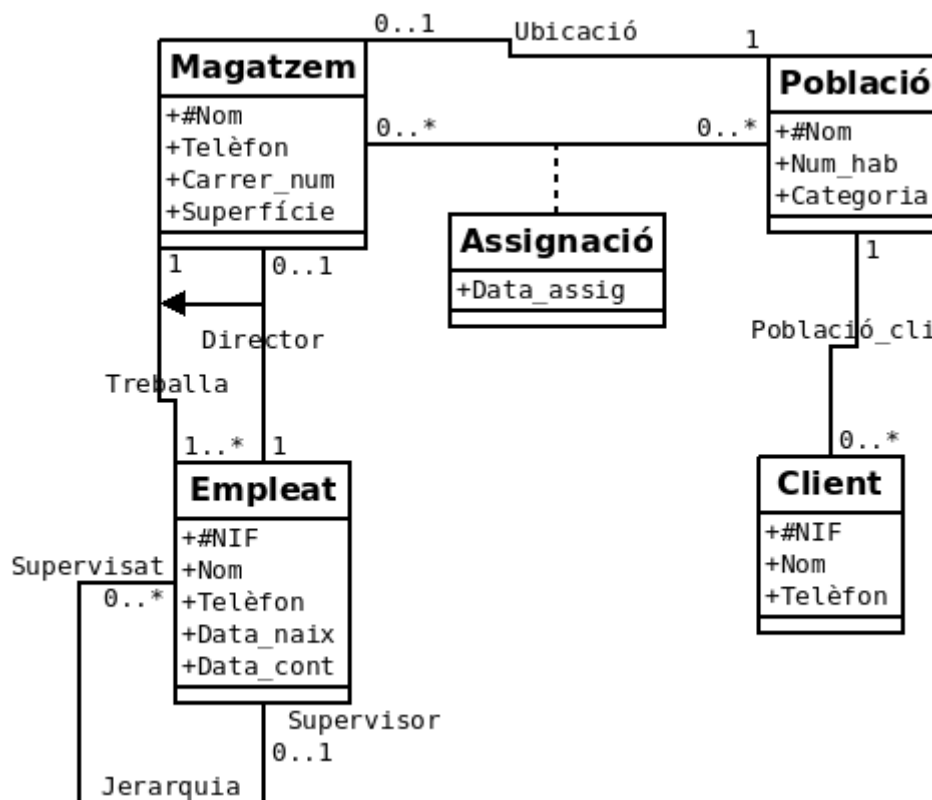 0..1
Ubicació
1
Magatzem
+#Nom
+Telèfon
+Carrer_num
+Superfície
0..*
0..*
Població
+#Nom
+Num_hab
+Categoria
Assignació
+Data_assig
1
0..1
Director
Treballa
1..*
1
1
Població_cli
0..*
Empleat
+#NIF
+Nom
+Telèfon
+Data_naix
+Data_cont
Client
+#NIF
+Nom
+Telèfon
Supervisat
0..*
Supervisor
0..1
Jerarquia